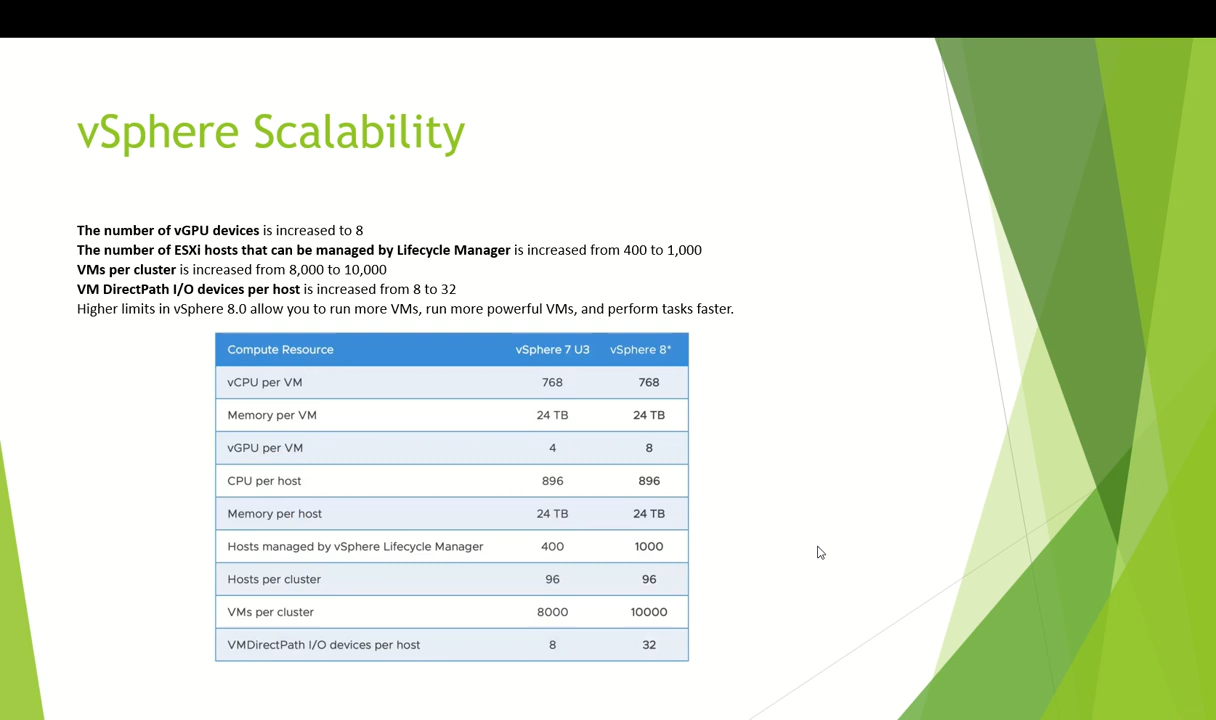 vSphere Scalability
The number of vGPU devices is increased to 8
The number of ESXi hosts that can be managed by Lifecycle Manager is increased from 400 to 1,000
VMs per cluster is increased from 8,000 to 10,000
VM DirectPath I/O devices per host is increased from 8 to 32
Higher limits in vSphere 8.0 allow you to run more VMs, run more powerful VMs, and perform tasks faster.
Compute Resource vSphere 7 U3 vSphere 8*
vCPU per VM 768 768
Memory per VM 24 TB 24 TB
vGPU per VM 4 8
CPU per host 896 896
Memory per host 24 TB 24 TB
Hosts managed by vSphere Lifecycle Manager 400 1000
Hosts per cluster 96 96
VMs per cluster 8000 10000
VMDirectPath I/O devices per host 8 32